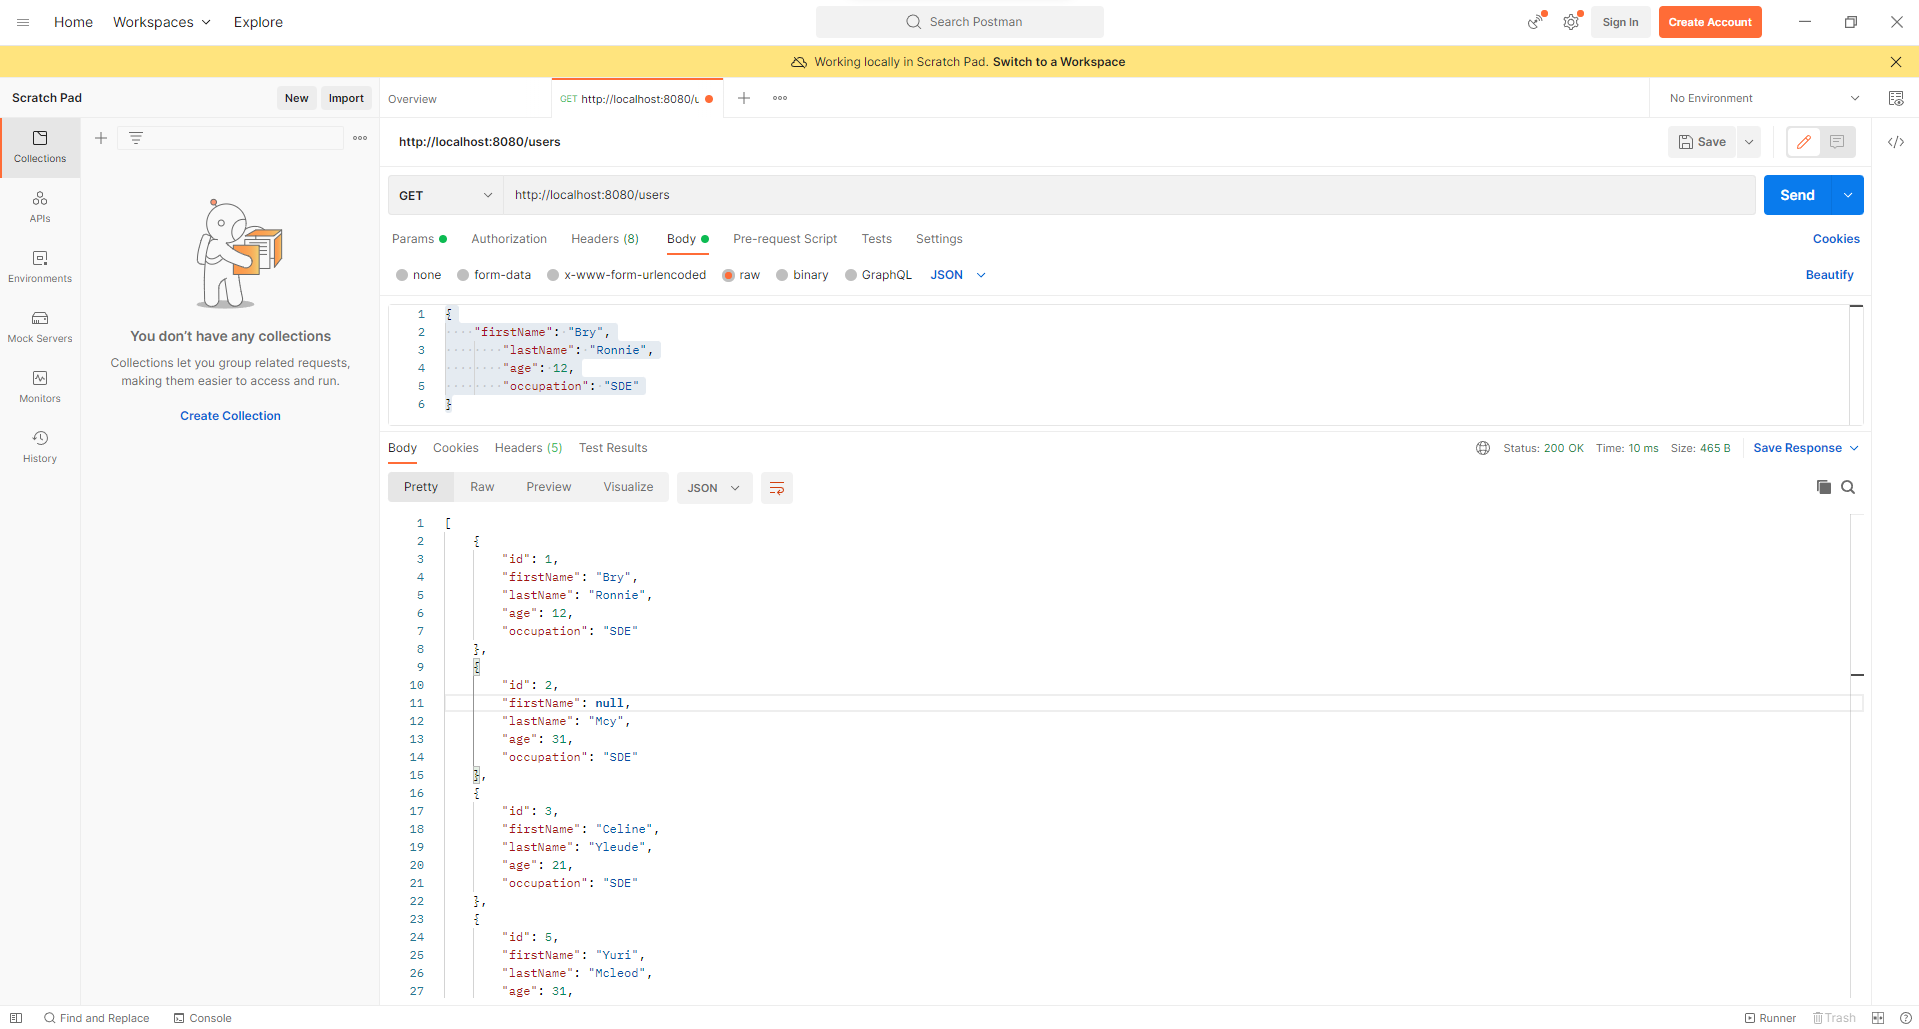 Home Workspaces Explore Search Postman Sign In Create Account
Working locally in Scratch Pad. Switch to a Workspace
Scratch Pad New Import Overview GET http://localhost:8080/u No Environment
Collections
APIs
Environments
Mock Servers
Monitors
History
You don't have any collections
Collections let you group related requests,
making them easier to access and run.
Create Collection
http://localhost:8080/users Save
GET http://localhost:8080/users Send
Params Authorization Headers (8) Body Pre-request Script Tests Settings Cookies
none form-data x-www-form-urlencoded raw binary GraphQL JSON Beautify
1 {
2 "firstName": "Bry",
3 "lastName": "Ronnie",
4 "age": 12,
5 "occupation": "SDE"
6 }
Body Cookies Headers (5) Test Results Status: 200 OK Time: 10 ms Size: 465 B Save Response
Pretty Raw Preview Visualize JSON
1 [
2 {
3 "id": 1,
4 "firstName": "Bry",
5 "lastName": "Ronnie",
6 "age": 12,
7 "occupation": "SDE"
8 },
9 {
10 "id": 2,
11 "firstName": null,
12 "lastName": "Mcy",
13 "age": 31,
14 "occupation": "SDE"
15 },
16 {
17 "id": 3,
18 "firstName": "Celine",
19 "lastName": "Yleude",
20 "age": 21,
21 "occupation": "SDE"
22 },
23 {
24 "id": 5,
25 "firstName": "Yuri",
26 "lastName": "Mcleod",
27 "age": 31,
Find and Replace Console Runner Trash